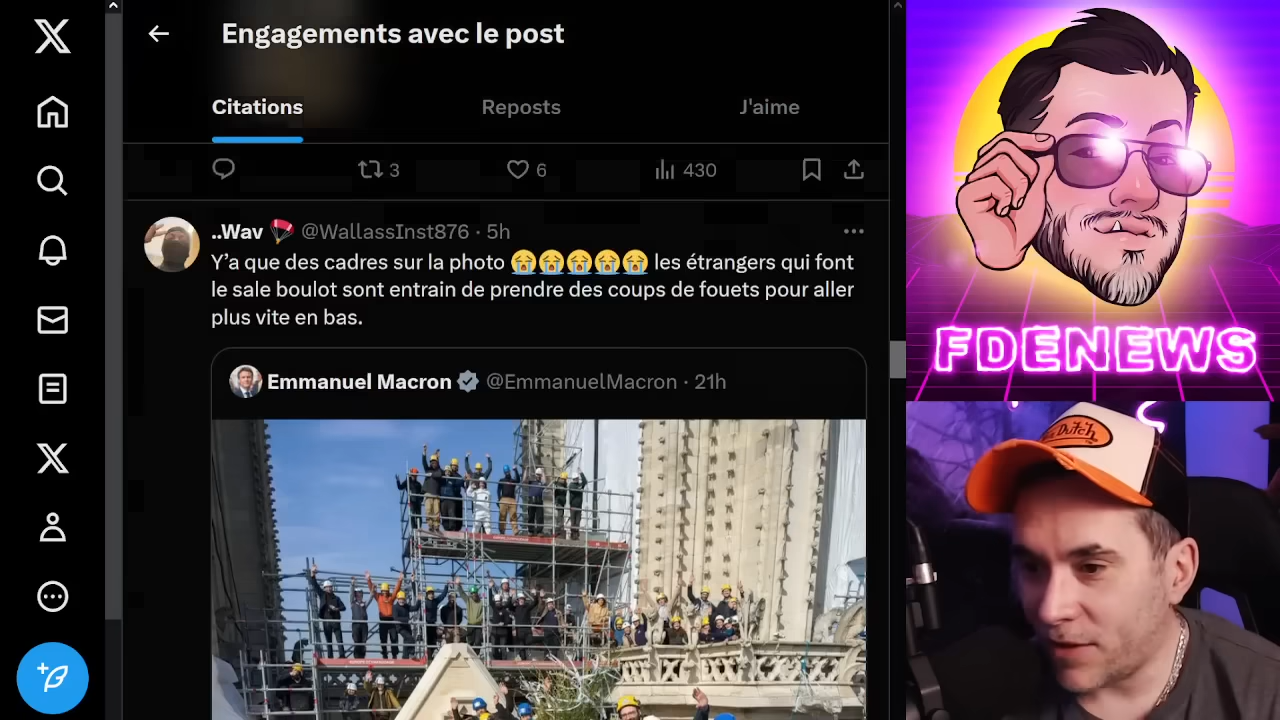 Engagements avec le post
Citations Reposts J'aime
3 6 430
..Wav @WallassInst876 · 5h
Y'a que des cadres sur la photo 😭😭😭😭😭 les étrangers qui font
le sale boulot sont entrain de prendre des coups de fouets pour aller
plus vite en bas.
Emmanuel Macron @EmmanuelMacron · 21h
FDENEWS
Dutch